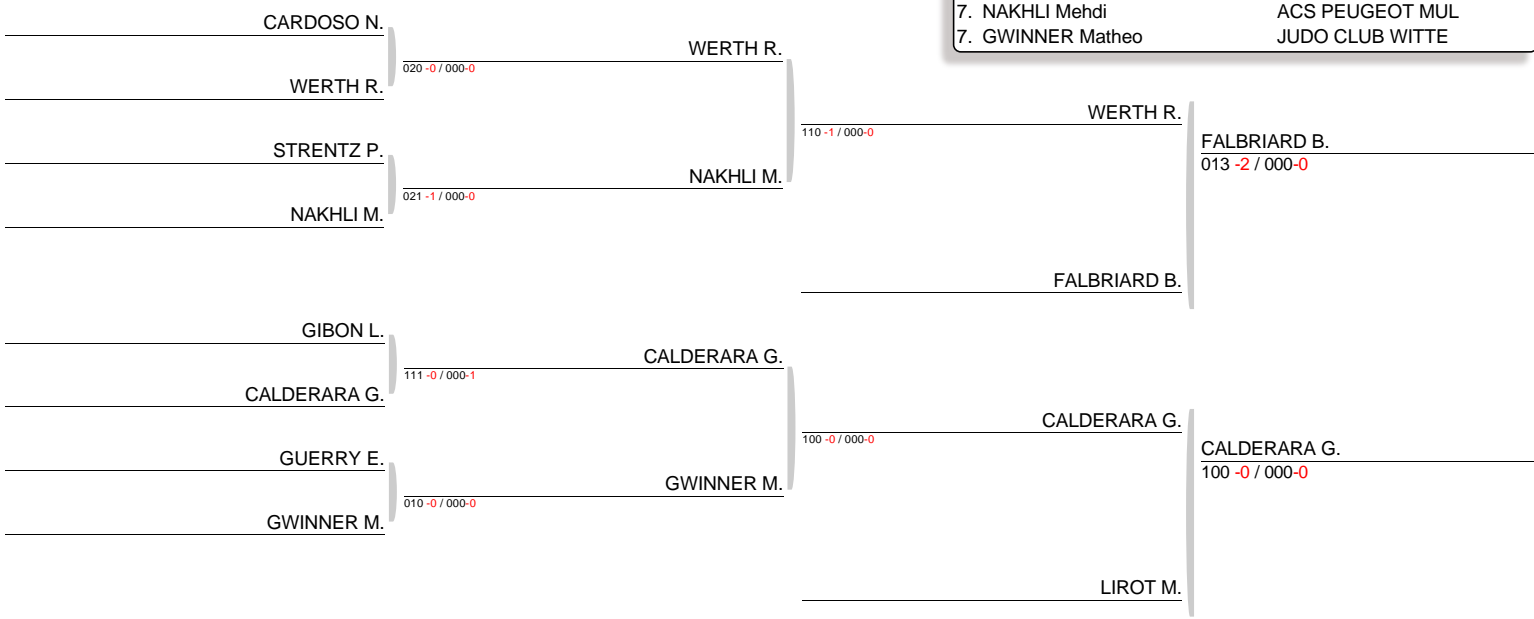 7. NAKHLI Mehdi ACS PEUGEOT MUL
7. GWINNER Matheo JUDO CLUB WITTE
CARDOSO N.
WERTH R.
020 -0 / 000-0
WERTH R.
WERTH R.
110 -1 / 000-0
FALBRIARD B.
013 -2 / 000-0
STRENTZ P.
NAKHLI M.
021 -1 / 000-0
NAKHLI M.
FALBRIARD B.
GIBON L.
CALDERARA G.
111 -0 / 000-1
CALDERARA G.
CALDERARA G.
100 -0 / 000-0
CALDERARA G.
100 -0 / 000-0
GUERRY E.
GWINNER M.
010 -0 / 000-0
GWINNER M.
LIROT M.